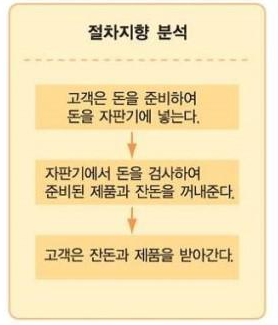 절차지향 분석
고객은 돈을 준비하여
돈을 자판기에 넣는다.
자판기에서 돈을 검사하여
준비된 제품과 잔돈을 꺼내준다.
고객은 잔돈과 제품을 받아간다.